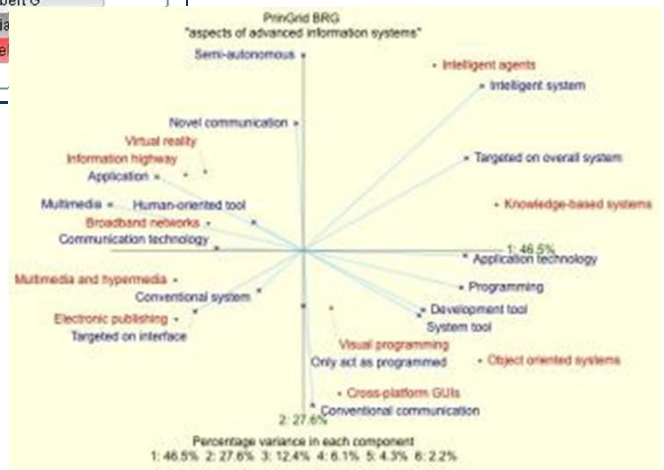 PrinGrid BRG
"aspects of advanced information systems"
Semi-autonomous
Intelligent agents
Intelligent system
Novel communication
Virtual reality
Information highway
Targeted on overall system
Application
Multimedia
Human-oriented tool
Knowledge-based systems
Broadband networks
Communication technology
1: 46.5%
Application technology
Multimedia and hypermedia
Programming
Conventional system
Development tool
Electronic publishing
System tool
Targeted on interface
Visual programming
Only act as programmed
Object oriented systems
Cross-platform GUIs
Conventional communication
2: 27.6%
Percentage variance in each component
1: 46.5% 2: 27.6% 3: 12.4% 4: 6.1% 5: 4.3% 6: 2.2%